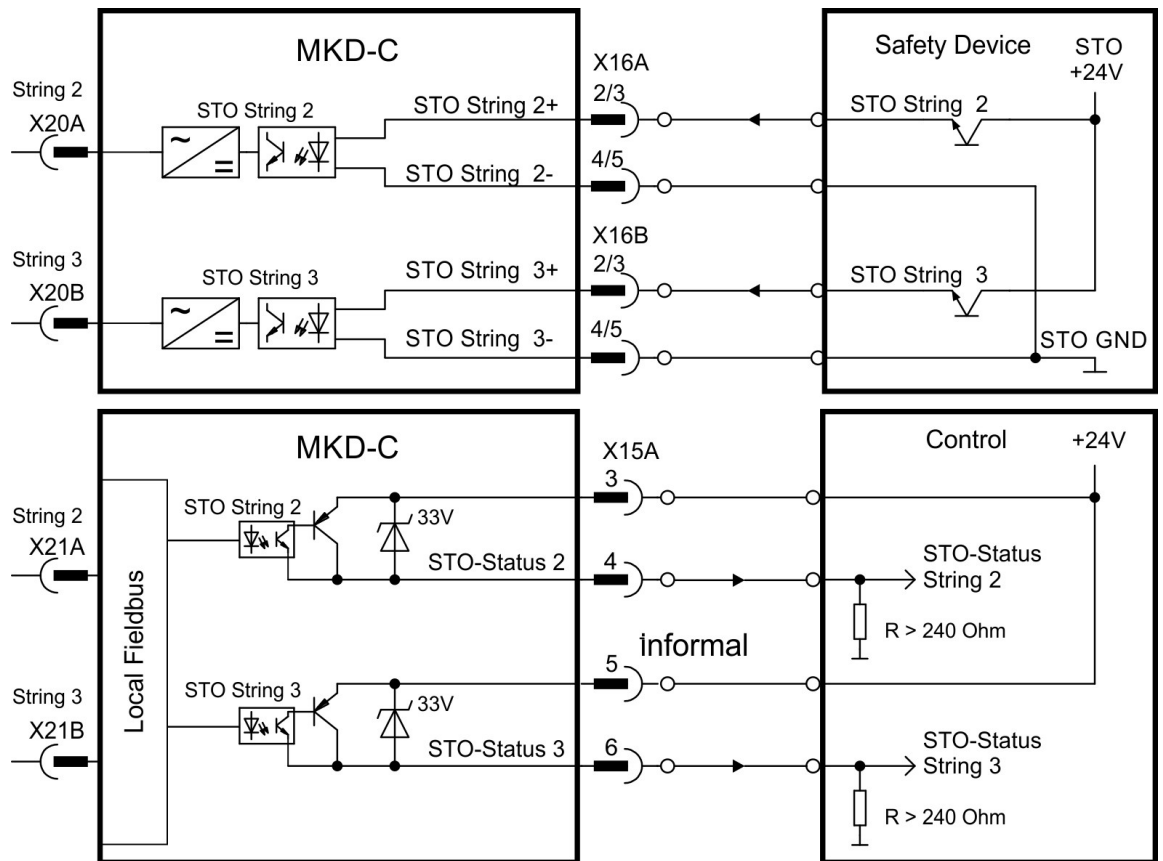 MKD-C
String 2
X20A
STO String 2
STO String 2+
STO String 2-
String 3
X20B
STO String 3
STO String 3+
STO String 3-
X16A
2/3
4/5
X16B
2/3
4/5
Safety Device
STO
+24V
STO String 2
STO String 3
STO GND
MKD-C
String 2
X21A
String 3
X21B
Local Fieldbus
STO String 2
33V
STO-Status 2
STO String 3
33V
STO-Status 3
X15A
3
4
informal
5
6
Control
+24V
STO-Status
String 2
R > 240 Ohm
STO-Status
String 3
R > 240 Ohm